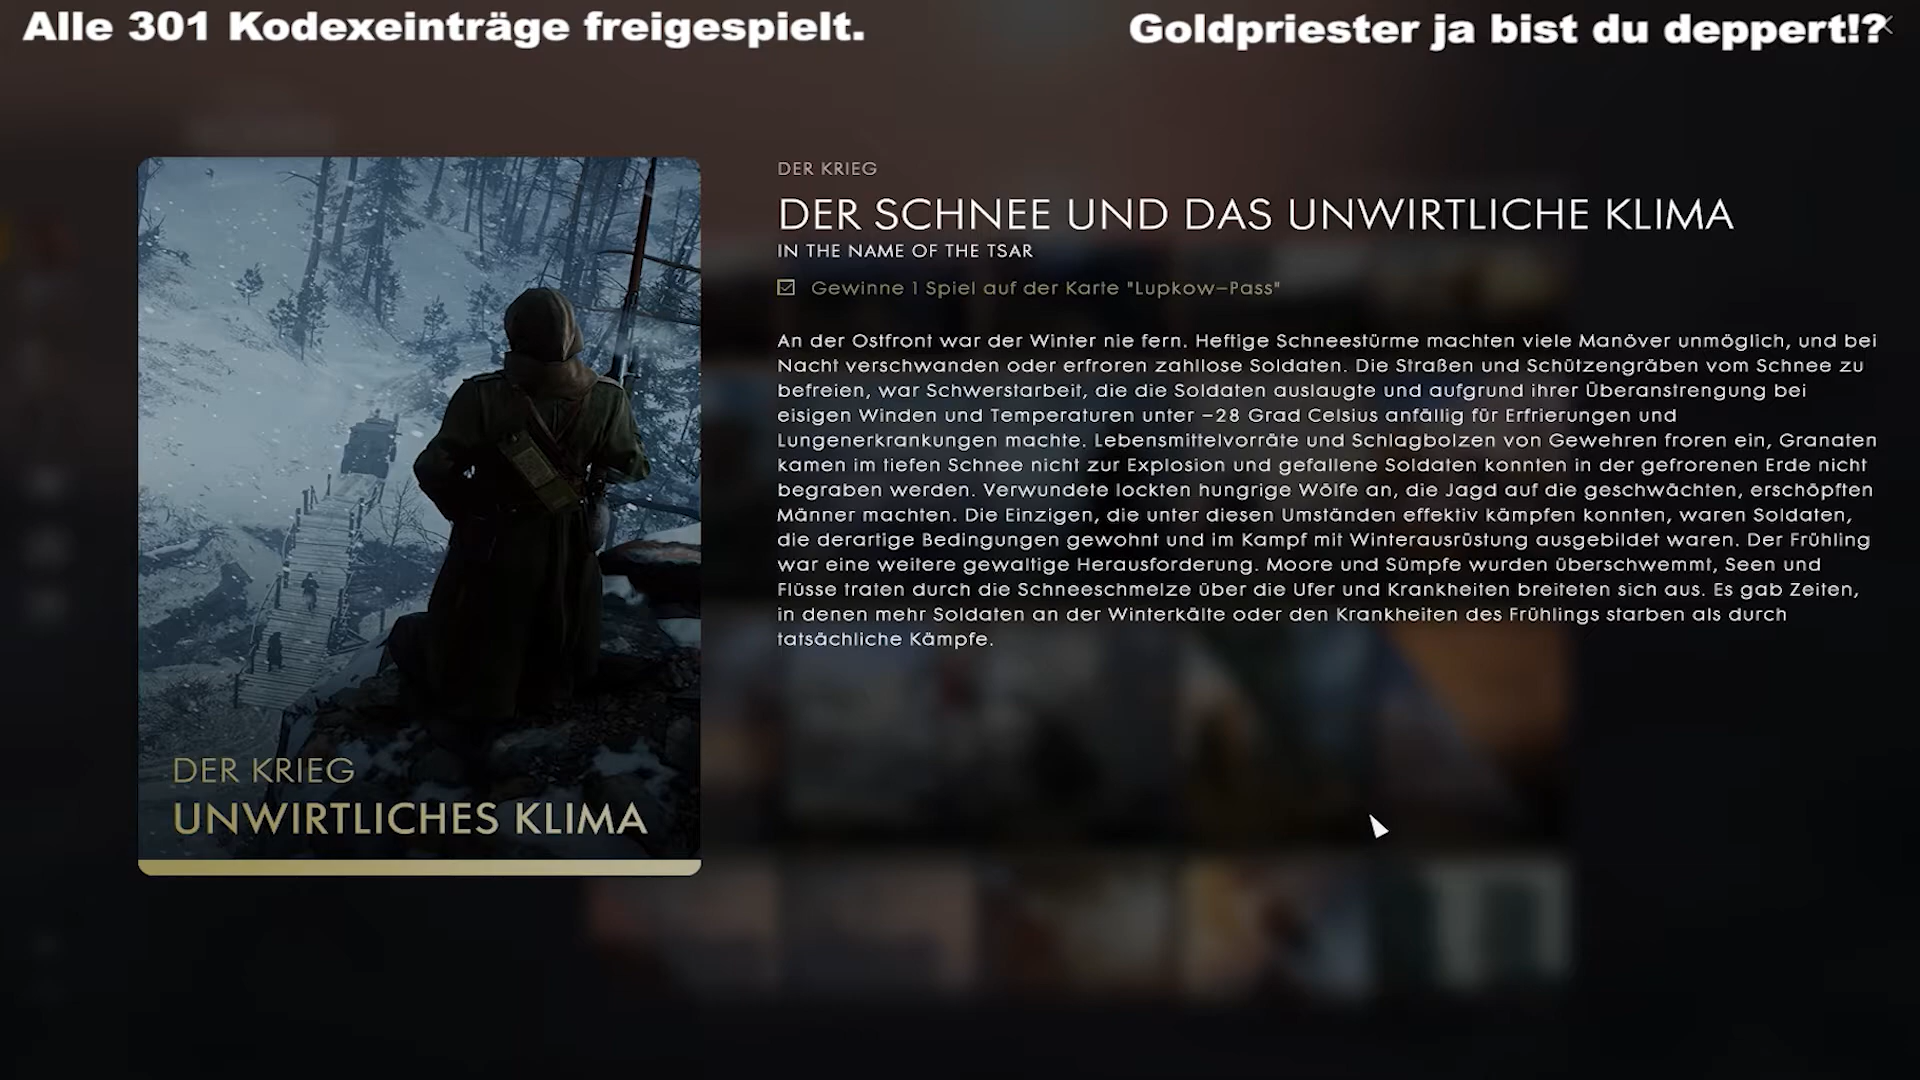 Alle 301 Kodexeinträge freigespielt.
Goldpriester ja bist du deppert!?
DER KRIEG
DER SCHNEE UND DAS UNWIRTLICHE KLIMA
IN THE NAME OF THE TSAR
Gewinne 1 Spiel auf der Karte "Lupkow–Pass"
An der Ostfront war der Winter nie fern. Heftige Schneestürme machten viele Manöver unmöglich, und bei
Nacht verschwanden oder erfroren zahllose Soldaten. Die Straßen und Schützengräben vom Schnee zu
befreien, war Schwerstarbeit, die die Soldaten auslaugte und aufgrund ihrer Überanstrengung bei
eisigen Winden und Temperaturen unter –28 Grad Celsius anfällig für Erfrierungen und
Lungenerkrankungen machte. Lebensmittelvorräte und Schlagbolzen von Gewehren froren ein, Granaten
kamen im tiefen Schnee nicht zur Explosion und gefallene Soldaten konnten in der gefrorenen Erde nicht
begraben werden. Verwundete lockten hungrige Wölfe an, die Jagd auf die geschwächten, erschöpften
Männer machten. Die Einzigen, die unter diesen Umständen effektiv kämpfen konnten, waren Soldaten,
die derartige Bedingungen gewohnt und im Kampf mit Winterausrüstung ausgebildet waren. Der Frühling
war eine weitere gewaltige Herausforderung. Moore und Sümpfe wurden überschwemmt, Seen und
Flüsse traten durch die Schneeschmelze über die Ufer und Krankheiten breiteten sich aus. Es gab Zeiten,
in denen mehr Soldaten an der Winterkälte oder den Krankheiten des Frühlings starben als durch
tatsächliche Kämpfe.
DER KRIEG
UNWIRTLICHES KLIMA